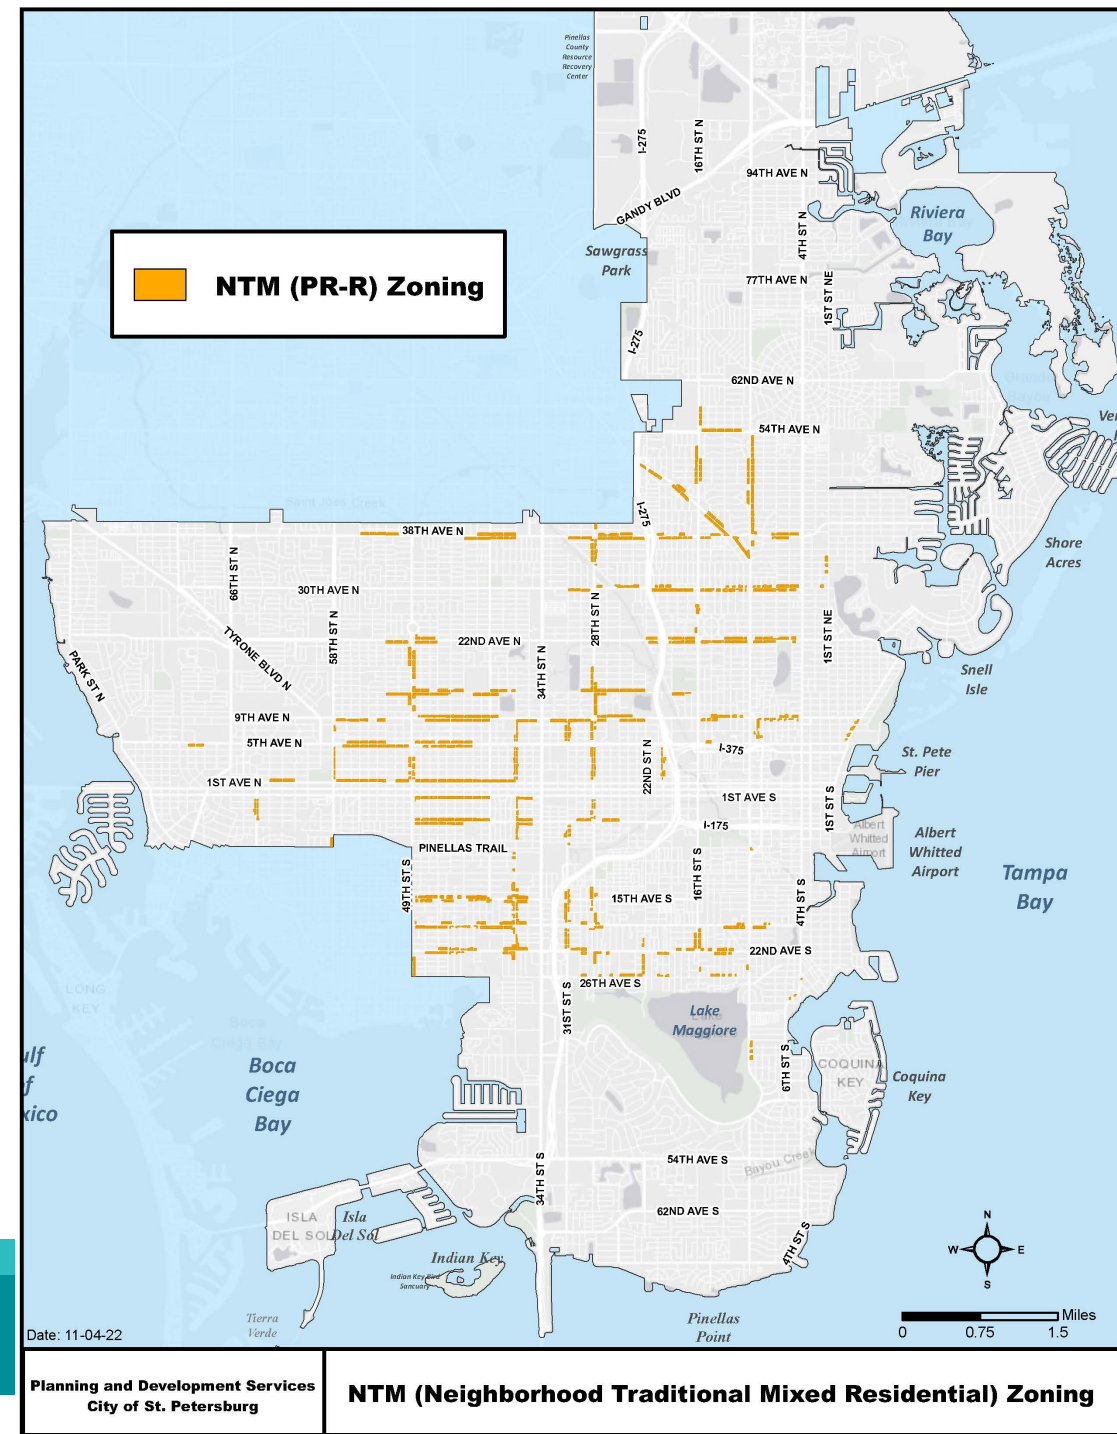 Pinellas
County
Resource
Recovery
Center
I-275
16TH ST N
94TH AVE N
GANDY BLVD
Riviera
Bay
4TH ST N
Sawgrass
Park
77TH AVE N
1ST ST NE
NTM (PR-R) Zoning
I-275
62ND AVE N
54TH AVE N
I-275
38TH AVE N
Shore
Acres
66TH ST N
30TH AVE N
28TH ST N
58TH ST N
22ND AVE N
1ST ST NE
TYRONE BLVD N
34TH ST N
PARK ST N
Snell
Isle
9TH AVE N
5TH AVE N
22ND ST N
I-375
St. Pete
Pier
1ST AVE N
1ST AVE S
1ST ST S
I-175
Albert
Whitted
Airport
Albert
Whitted
Airport
PINELLAS TRAIL
49TH ST S
16TH ST S
15TH AVE S
4TH ST S
Tampa
Bay
22ND AVE S
26TH AVE S
31ST ST S
LONG
KEY
Lake
Maggiore
6TH ST S
COQUINA
KEY
Coquina
Key
Boca
Ciega
Bay
54TH AVE S
Bayou Creek
34TH ST S
62ND AVE S
ISLA
DEL SOL
Isla
Del Sol
4TH ST S
Indian Key
Indian Key Bird
Sancuary
N
W E
S
Tierra
Verde
Pinellas
Point
Miles
0 0.75 1.5
Date: 11-04-22
Planning and Development Services
City of St. Petersburg
NTM (Neighborhood Traditional Mixed Residential) Zoning